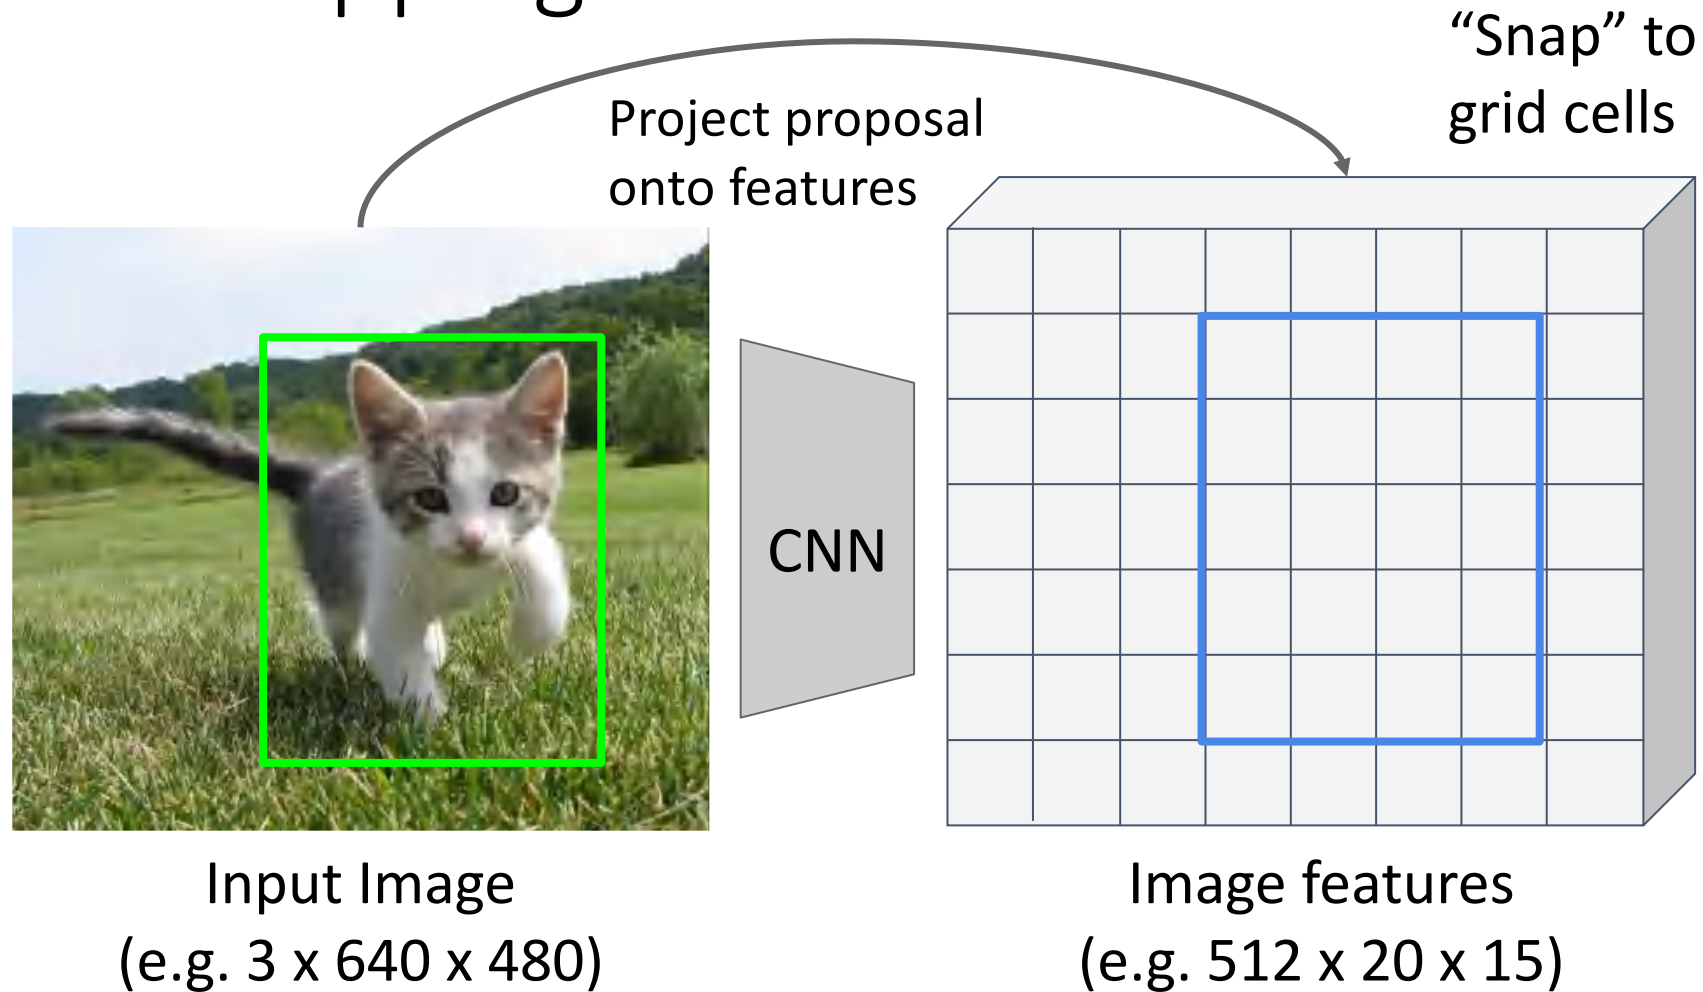 “Snap” to
grid cells
Project proposal
onto features
CNN
Input Image
(e.g. 3 x 640 x 480)
Image features
(e.g. 512 x 20 x 15)